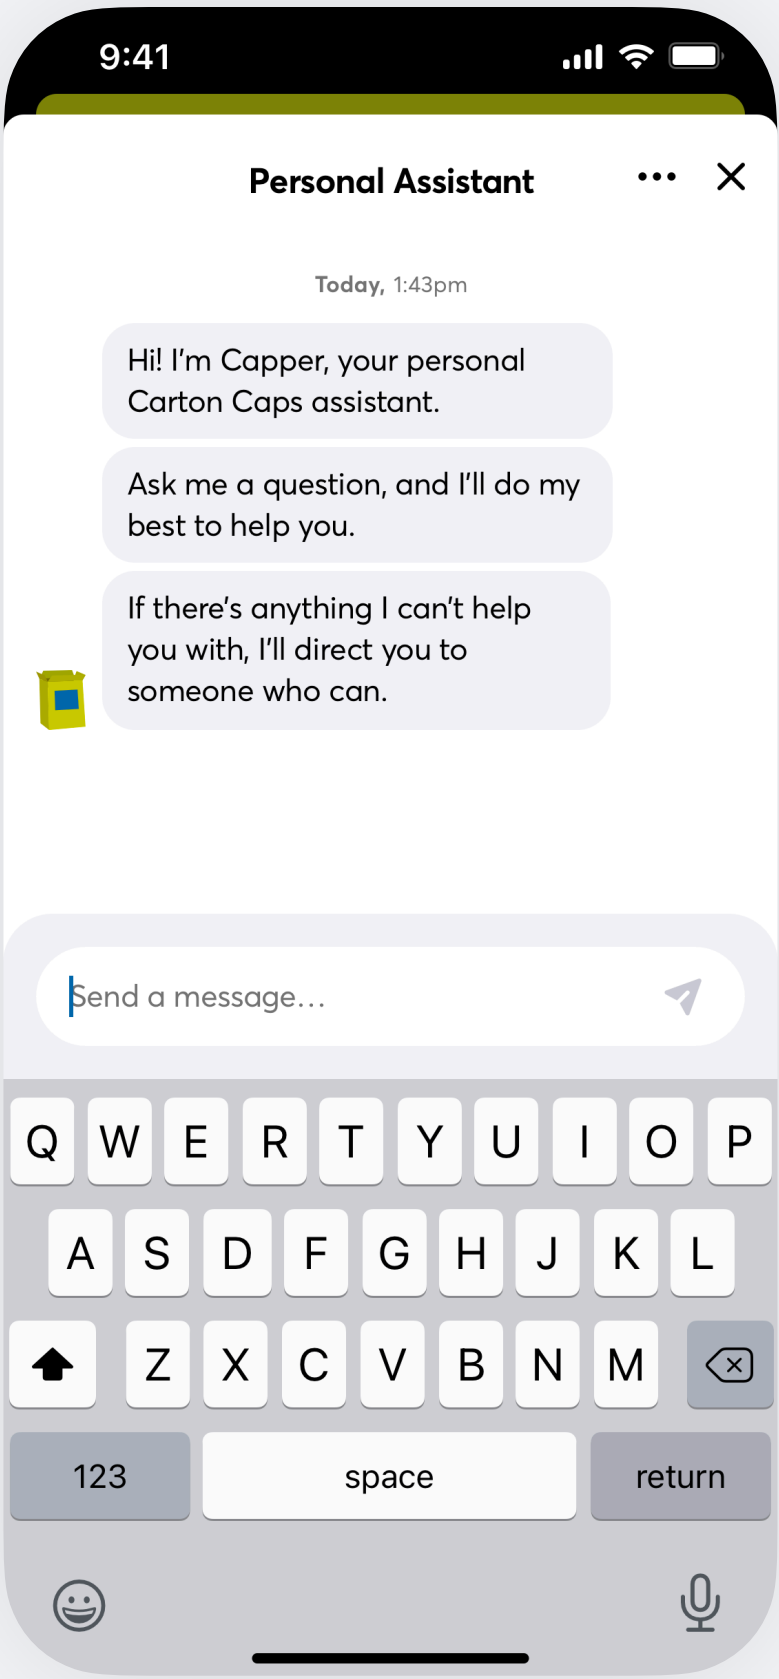 9:41
Personal Assistant
Today, 1:43pm
Hi! I'm Capper, your personal
Carton Caps assistant.
Ask me a question, and I'll do my
best to help you.
If there's anything I can't help
you with, I'll direct you to
someone who can.
Send a message...
Q W E R T Y U I O P
A S D F G H J K L
Z X C V B N M
123 space return